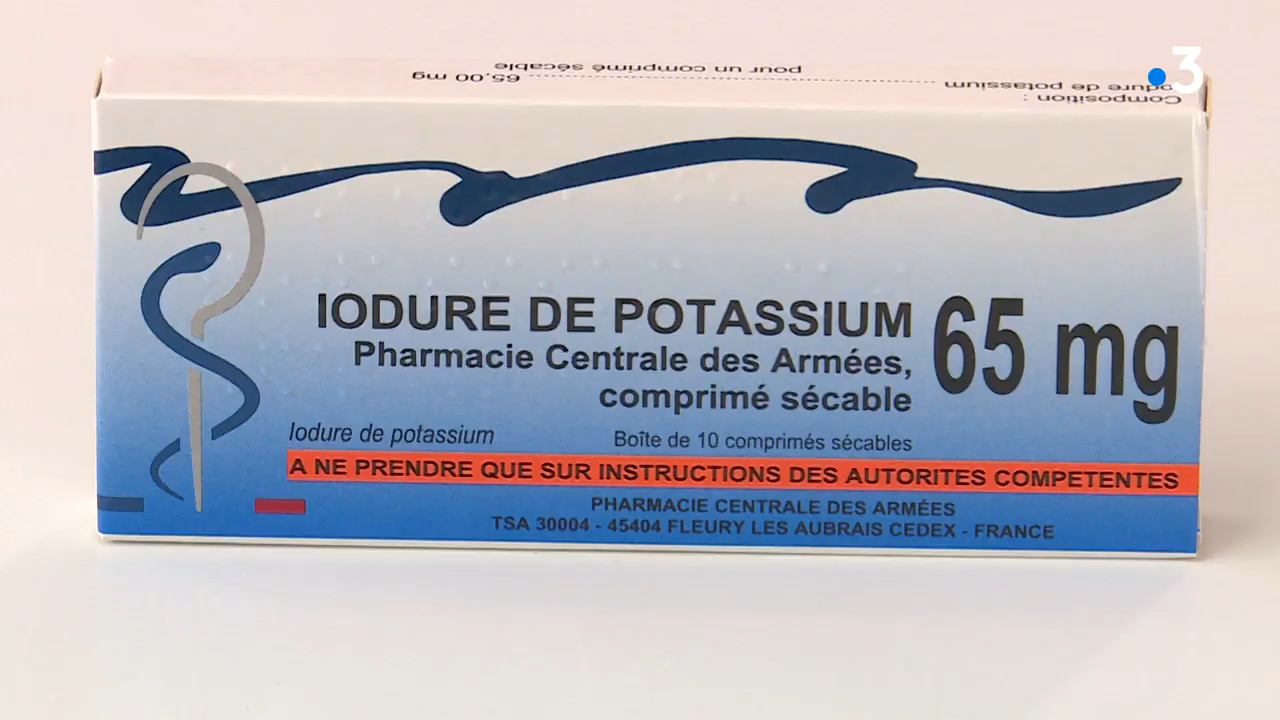 Composition :
Iodure de potassium ........................................ 65,00 mg
pour un comprimé sécable
3
IODURE DE POTASSIUM 65 mg
Pharmacie Centrale des Armées,
comprimé sécable
Iodure de potassium Boîte de 10 comprimés sécables
A NE PRENDRE QUE SUR INSTRUCTIONS DES AUTORITES COMPETENTES
PHARMACIE CENTRALE DES ARMÉES
TSA 30004 - 45404 FLEURY LES AUBRAIS CEDEX - FRANCE